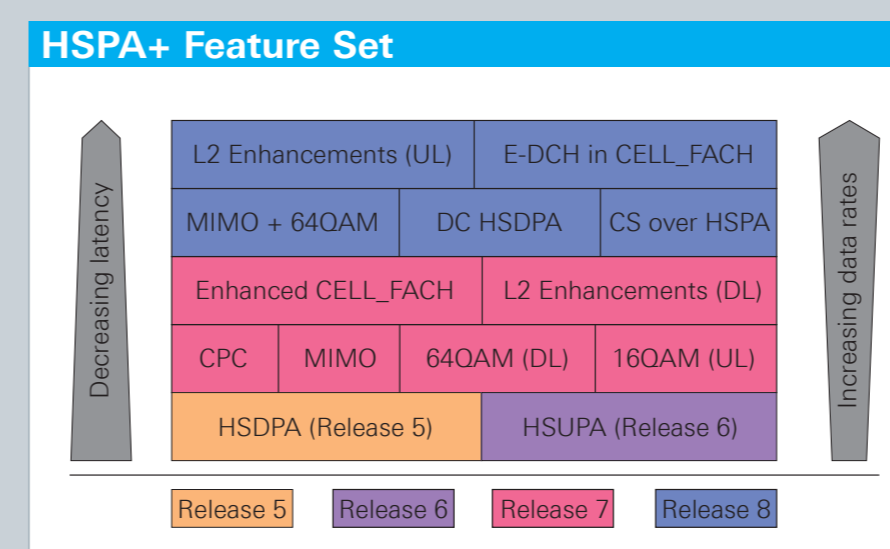 HSPA+ Feature Set
Decreasing latency
L2 Enhancements (UL)
E-DCH in CELL_FACH
MIMO + 64QAM
DC HSDPA
CS over HSPA
Enhanced CELL_FACH
L2 Enhancements (DL)
CPC
MIMO
64QAM (DL)
16QAM (UL)
HSDPA (Release 5)
HSUPA (Release 6)
Increasing data rates
Release 5
Release 6
Release 7
Release 8